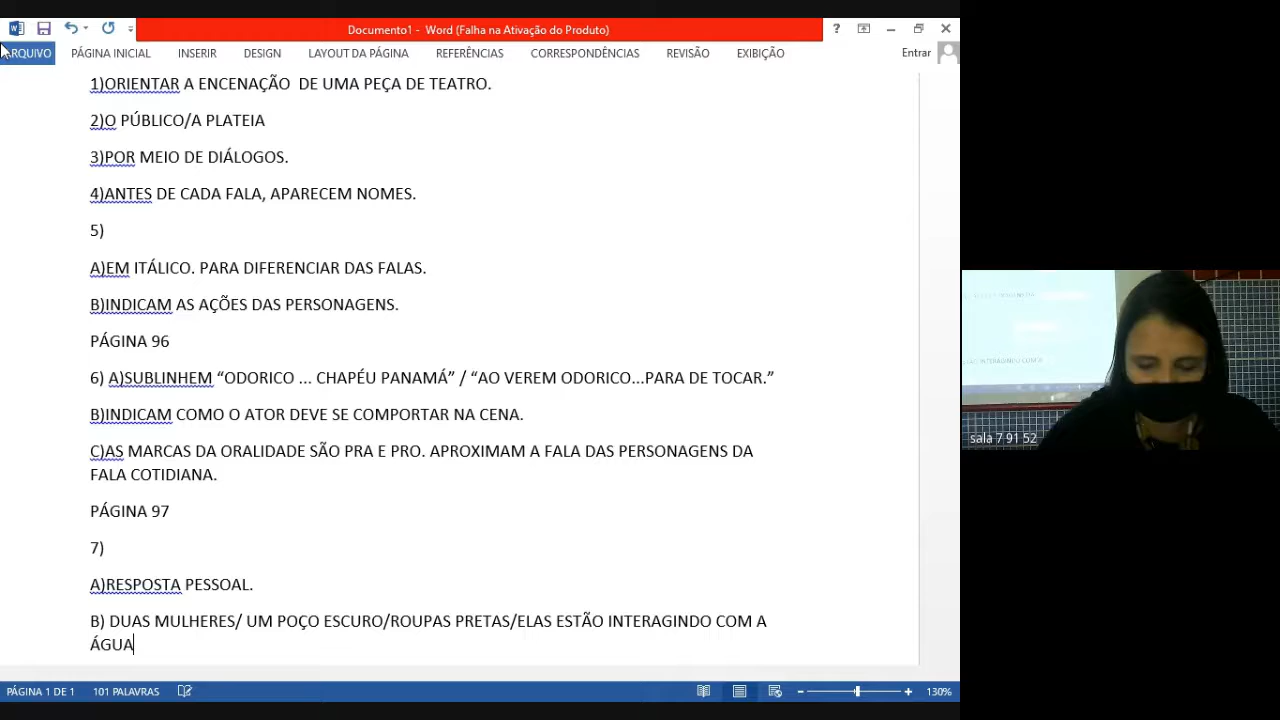 Documento1 - Word (Falha na Ativação do Produto)
ARQUIVO PÁGINA INICIAL INSERIR DESIGN LAYOUT DA PÁGINA REFERÊNCIAS CORRESPONDÊNCIAS REVISÃO EXIBIÇÃO Entrar
1)ORIENTAR A ENCENAÇÃO DE UMA PEÇA DE TEATRO.
2)O PÚBLICO/A PLATEIA
3)POR MEIO DE DIÁLOGOS.
4)ANTES DE CADA FALA, APARECEM NOMES.
5)
A)EM ITÁLICO. PARA DIFERENCIAR DAS FALAS.
B)INDICAM AS AÇÕES DAS PERSONAGENS.
PÁGINA 96
6) A)SUBLINHEM “ODORICO ... CHAPÉU PANAMÁ” / “AO VEREM ODORICO...PARA DE TOCAR.”
B)INDICAM COMO O ATOR DEVE SE COMPORTAR NA CENA.
C)AS MARCAS DA ORALIDADE SÃO PRA E PRO. APROXIMAM A FALA DAS PERSONAGENS DA
FALA COTIDIANA.
PÁGINA 97
7)
A)RESPOSTA PESSOAL.
B) DUAS MULHERES/ UM POÇO ESCURO/ROUPAS PRETAS/ELAS ESTÃO INTERAGINDO COM A
ÁGUA
PÁGINA 1 DE 1 101 PALAVRAS 130%
sala 7 91 52